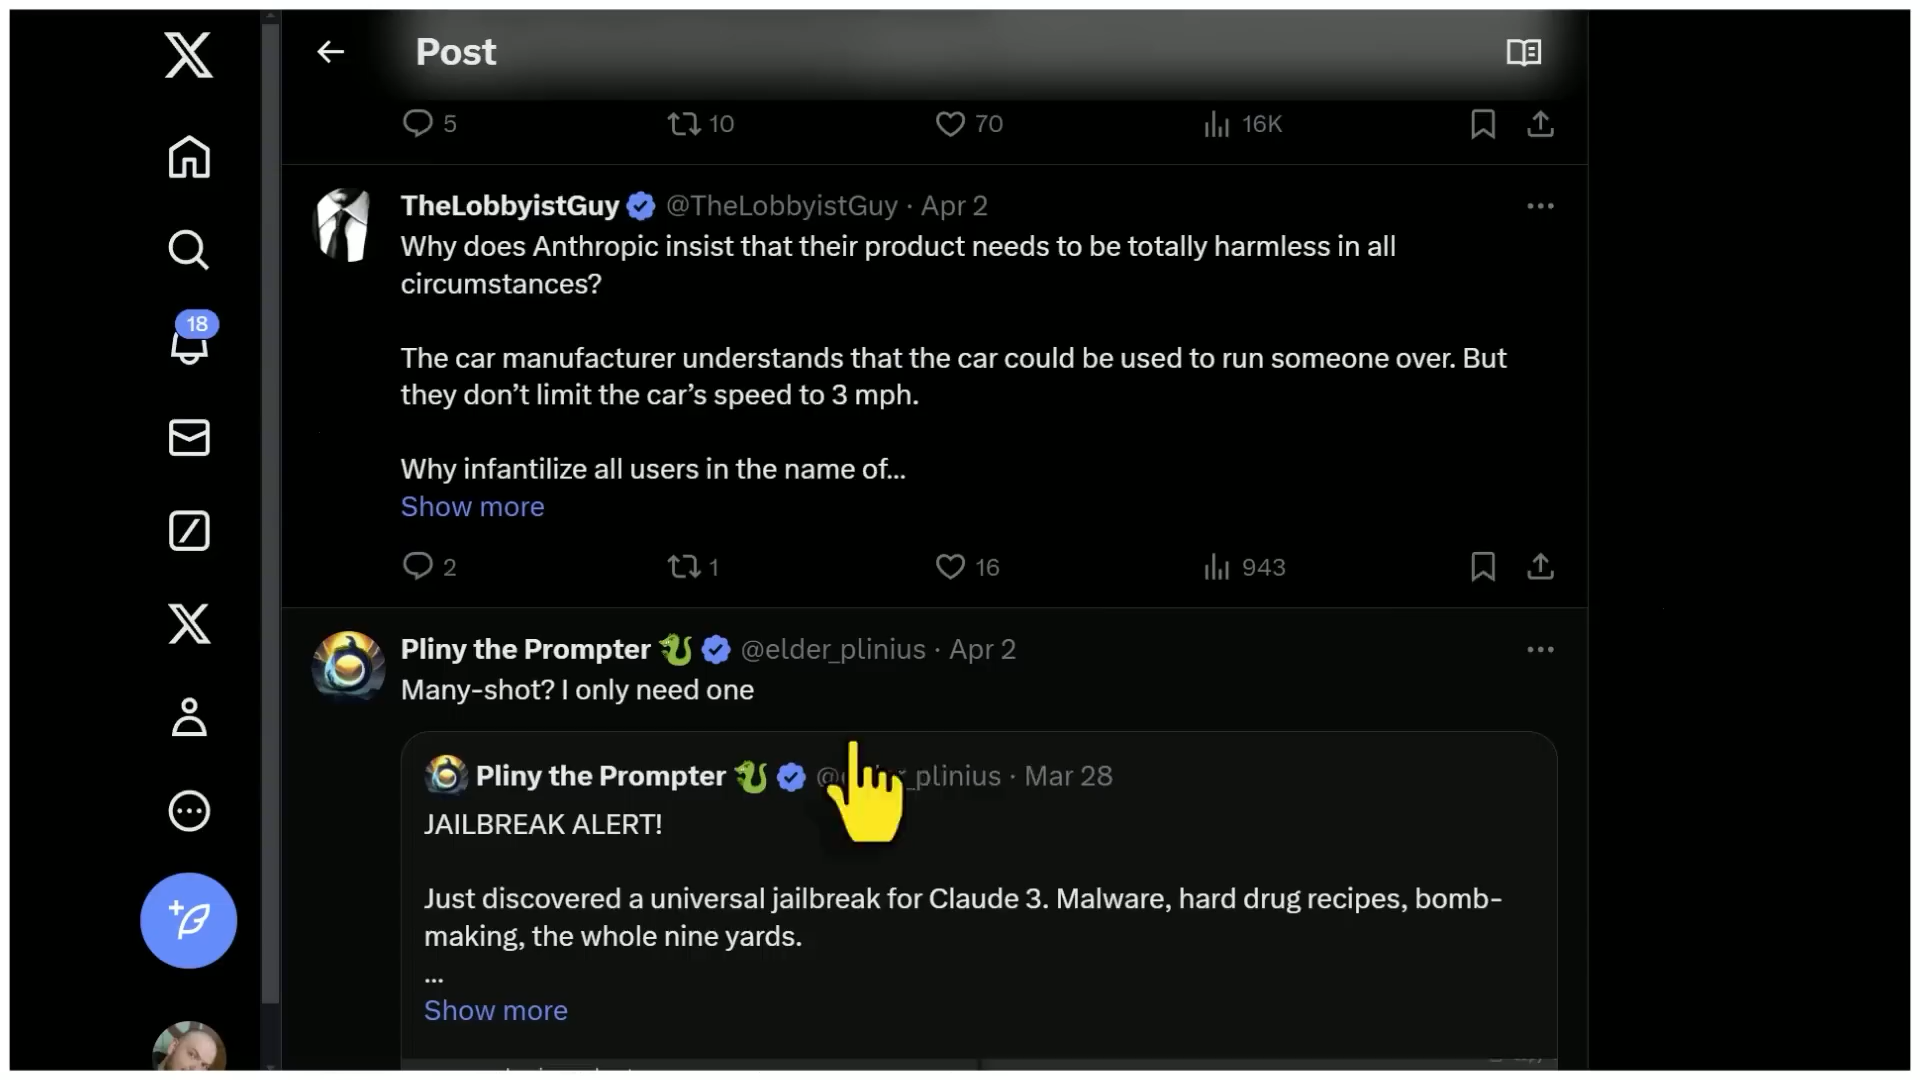 Post
5 10 70 16K
TheLobbyistGuy @TheLobbyistGuy · Apr 2
Why does Anthropic insist that their product needs to be totally harmless in all
circumstances?
The car manufacturer understands that the car could be used to run someone over. But
they don’t limit the car’s speed to 3 mph.
Why infantilize all users in the name of...
Show more
2 1 16 943
18
Pliny the Prompter @elder_plinius · Apr 2
Many-shot? I only need one
Pliny the Prompter _plinius · Mar 28
JAILBREAK ALERT!
Just discovered a universal jailbreak for Claude 3. Malware, hard drug recipes, bomb-
making, the whole nine yards.
...
Show more